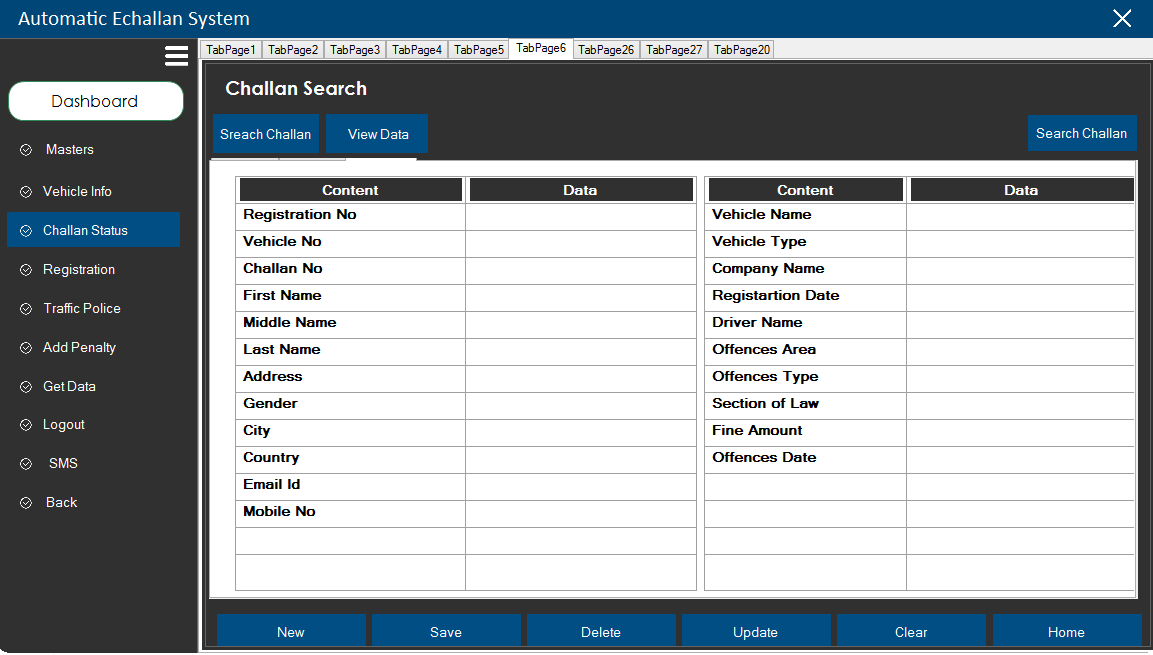 Automatic Echallan System
TabPage1 TabPage2 TabPage3 TabPage4 TabPage5 TabPage6 TabPage26 TabPage27 TabPage20
Dashboard
Masters
Vehicle Info
Challan Status
Registration
Traffic Police
Add Penalty
Get Data
Logout
SMS
Back
Challan Search
Sreach Challan View Data Search Challan
Content Data Content Data
Registration No Vehicle Name
Vehicle No Vehicle Type
Challan No Company Name
First Name Registartion Date
Middle Name Driver Name
Last Name Offences Area
Address Offences Type
Gender Section of Law
City Fine Amount
Country Offences Date
Email Id
Mobile No
New Save Delete Update Clear Home